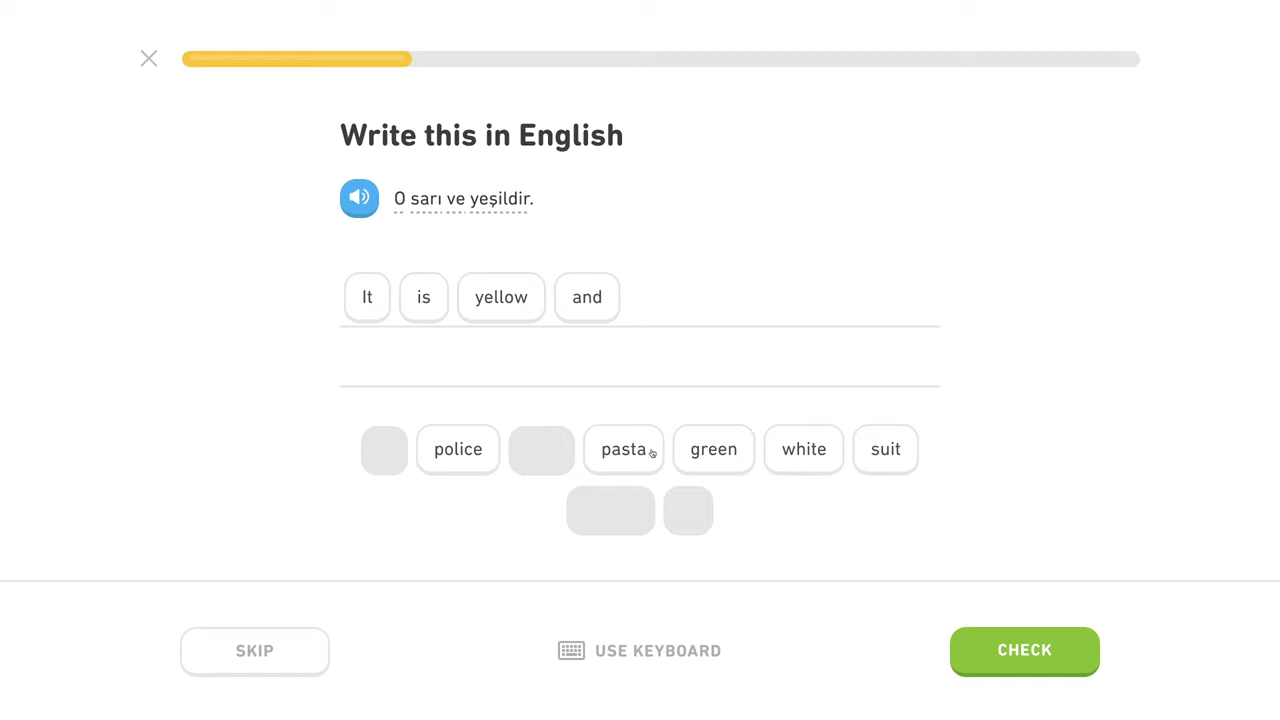 Write this in English
O sarı ve yeşildir.
It is yellow and
police pasta green white suit
SKIP USE KEYBOARD CHECK